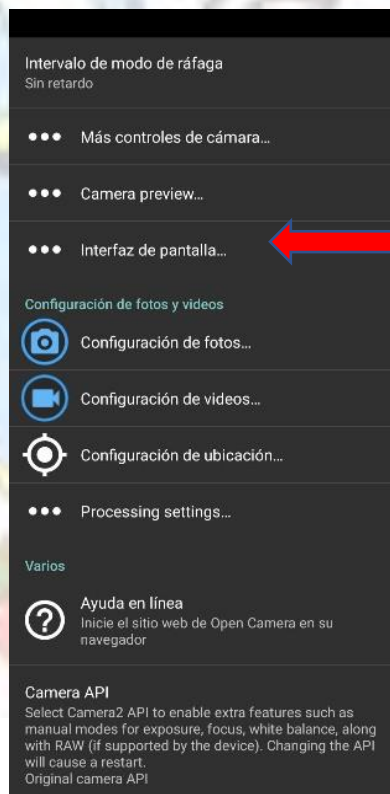 Intervalo de modo de ráfaga
Sin retardo
Más controles de cámara...
Camera preview...
Interfaz de pantalla...
Configuración de fotos y videos
Configuración de fotos...
Configuración de videos...
Configuración de ubicación...
Processing settings...
Varios
Ayuda en línea
Inicie el sitio web de Open Camera en su
navegador
Camera API
Select Camera2 API to enable extra features such as
manual modes for exposure, focus, white balance, along
with RAW (if supported by the device). Changing the API
will cause a restart.
Original camera API